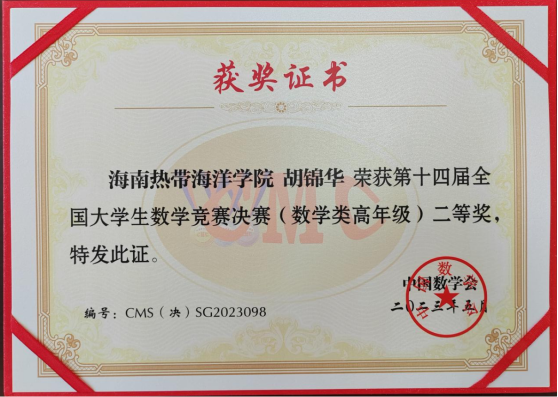 获奖证书
CMC
海南热带海洋学院 胡锦华 荣获第十四届全
国大学生数学竞赛决赛（数学类高年级）二等奖，
特发此证。
中国数学会
二〇二三年五月
编号：CMS（决）SG2023098